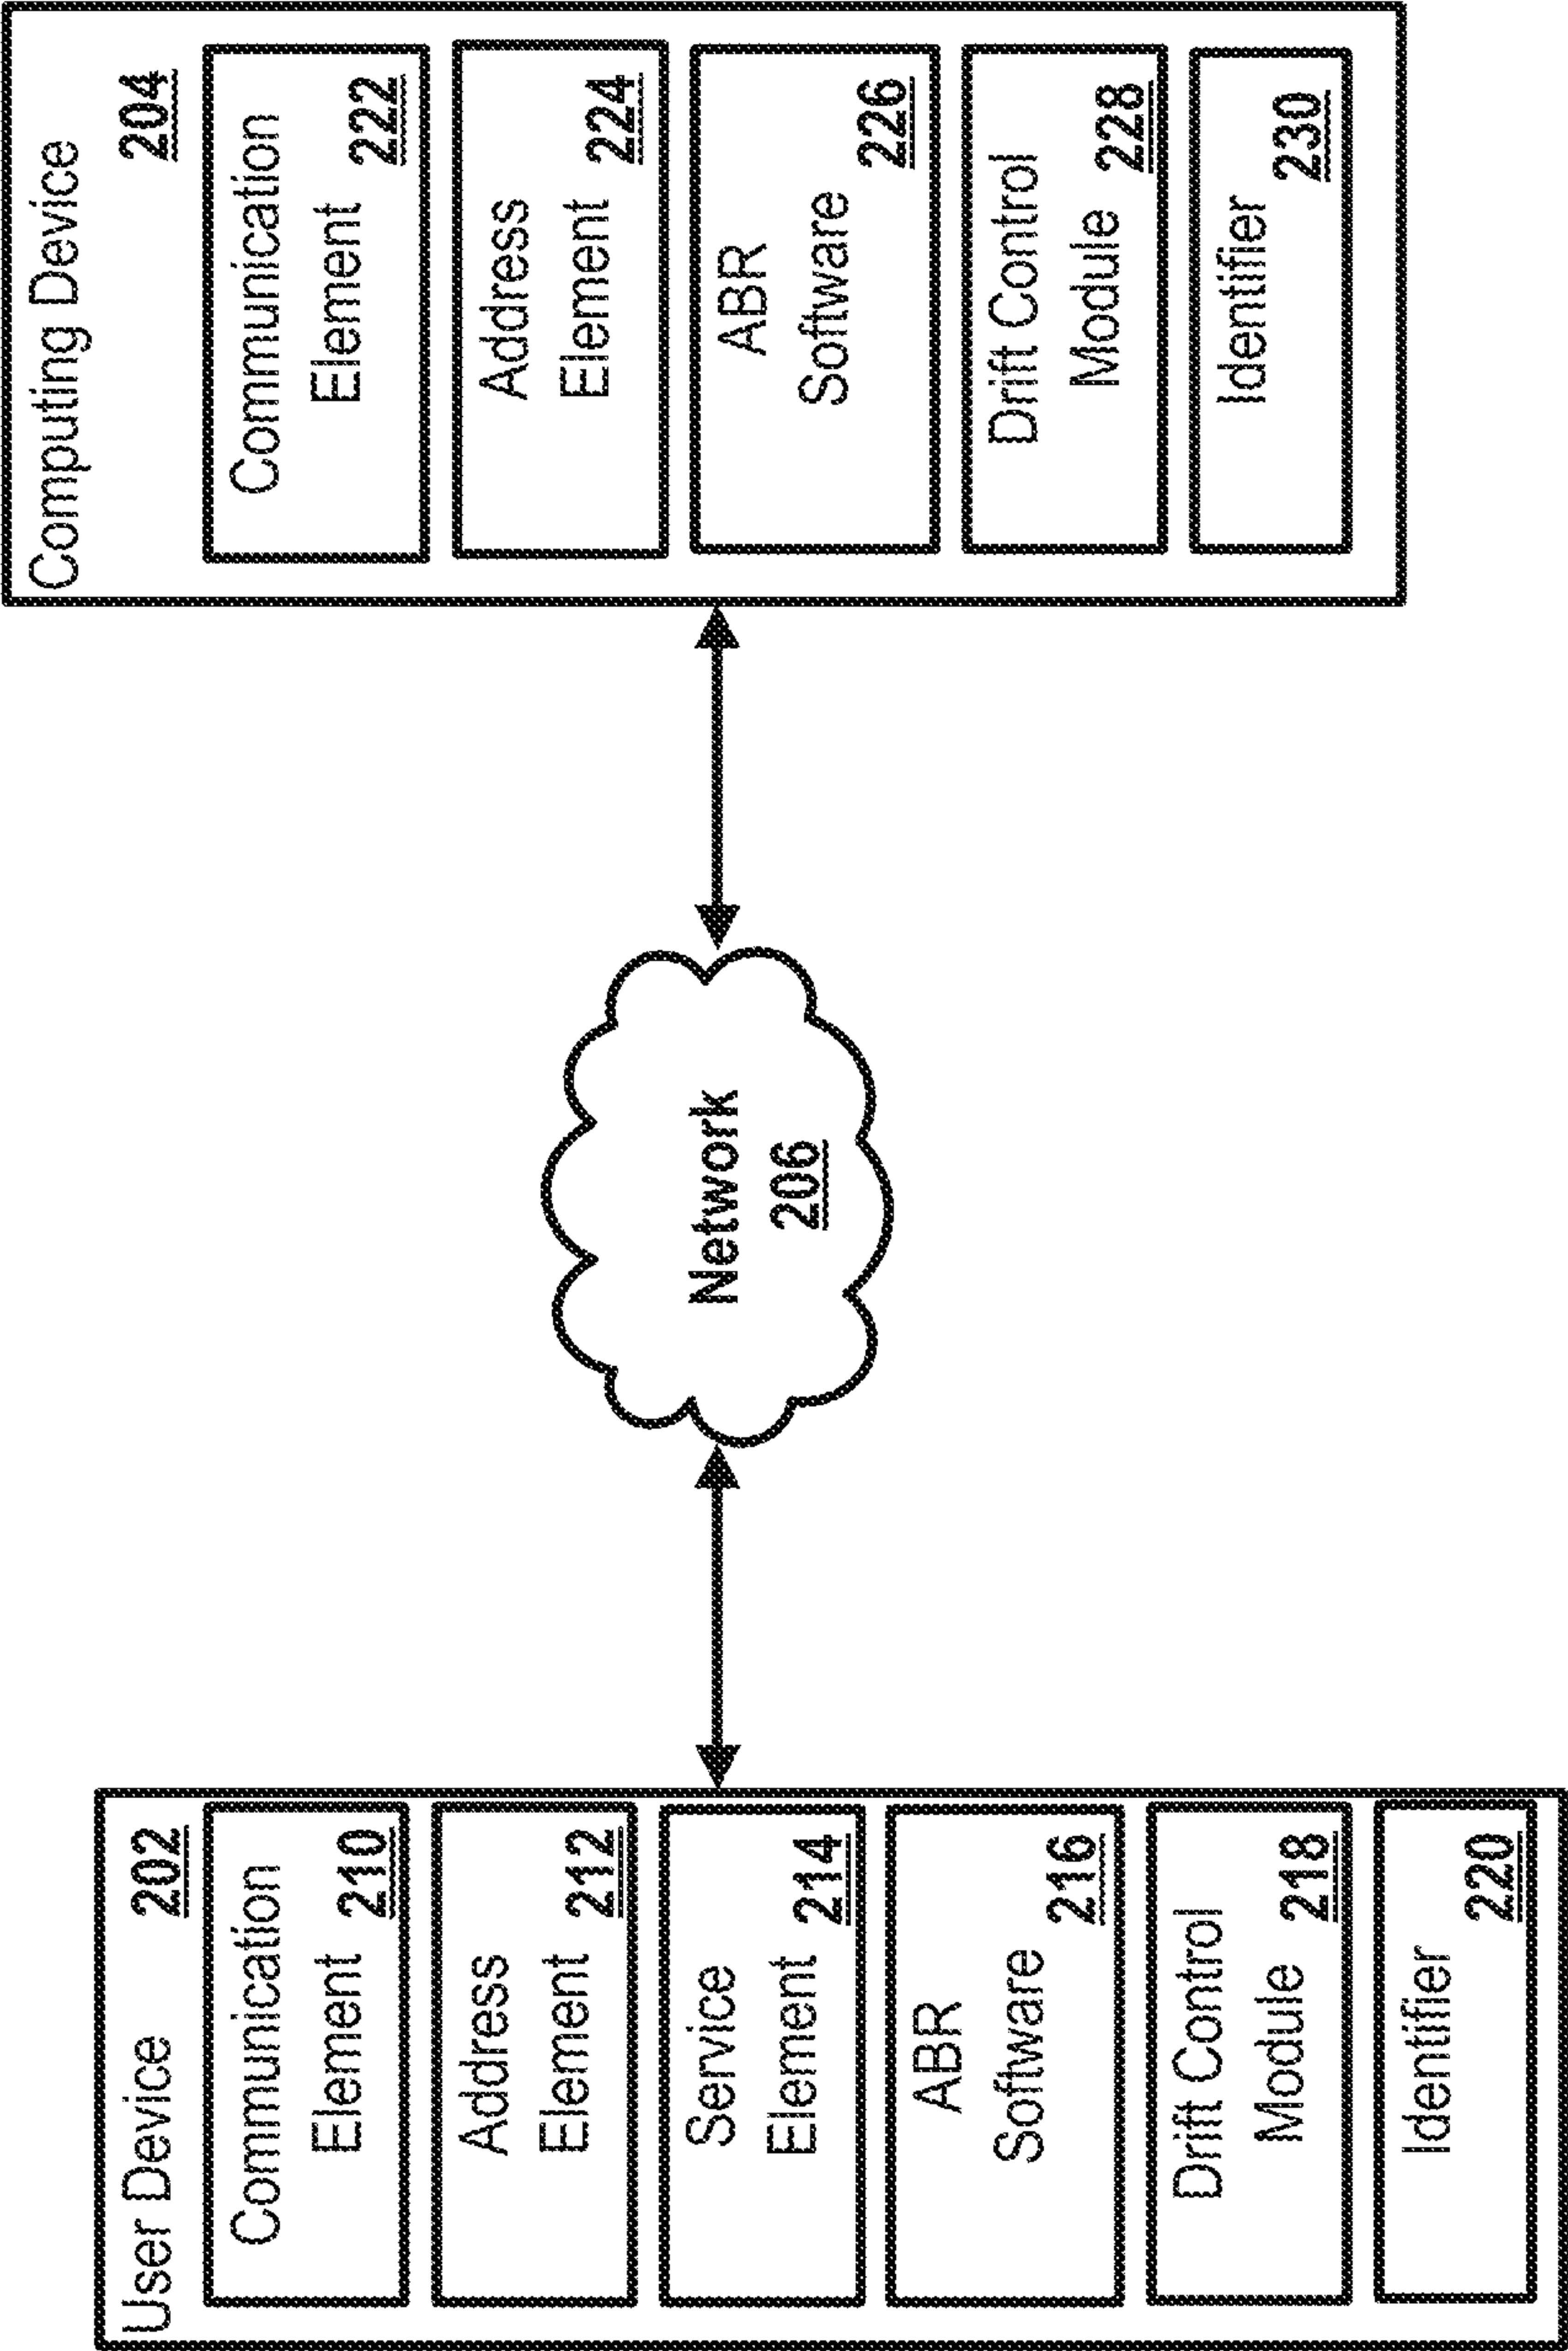 User Device
202
Communication
Element 210
Address
Element 212
Service
Element 214
ABR
Software 216
Drift Control
Module 218
Identifier
220
Network
206
Computing Device
204
Communication
Element 222
Address
Element 224
ABR
Software 226
Drift Control
Module 228
Identifier
230